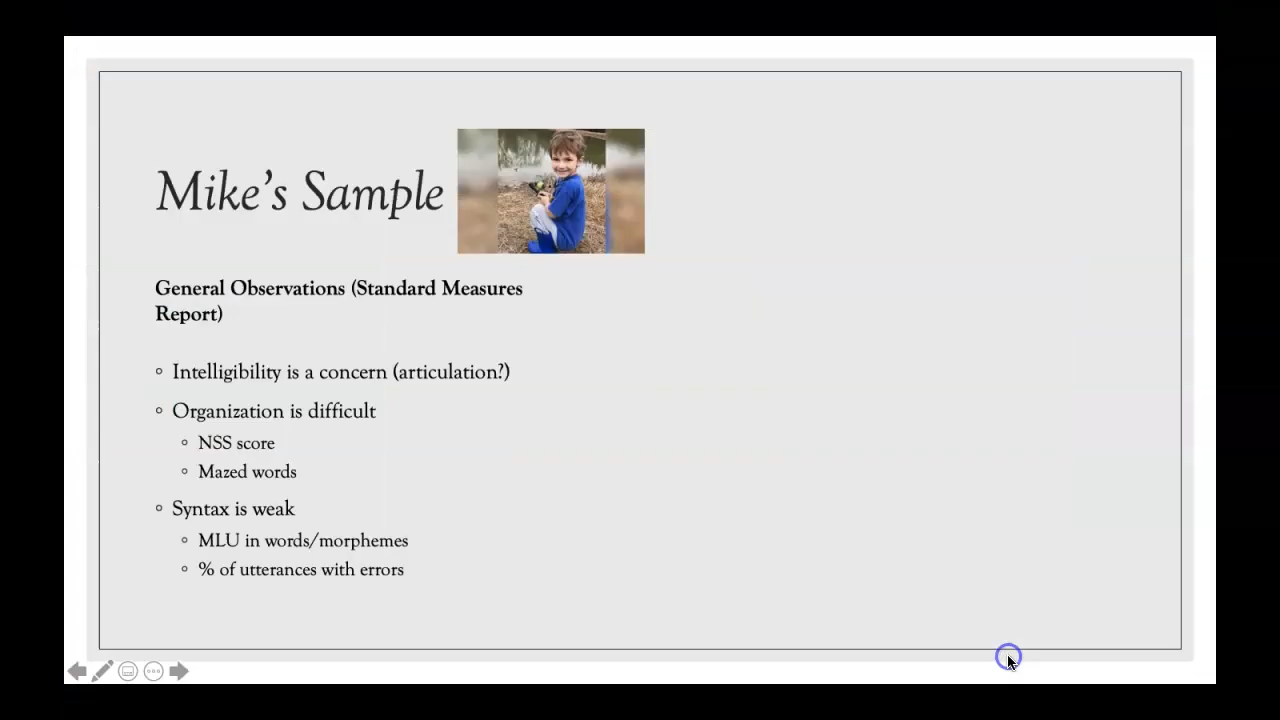 Mike's Sample
General Observations (Standard Measures
Report)
◦ Intelligibility is a concern (articulation?)
◦ Organization is difficult
◦ NSS score
◦ Mazed words
◦ Syntax is weak
◦ MLU in words/morphemes
◦ % of utterances with errors